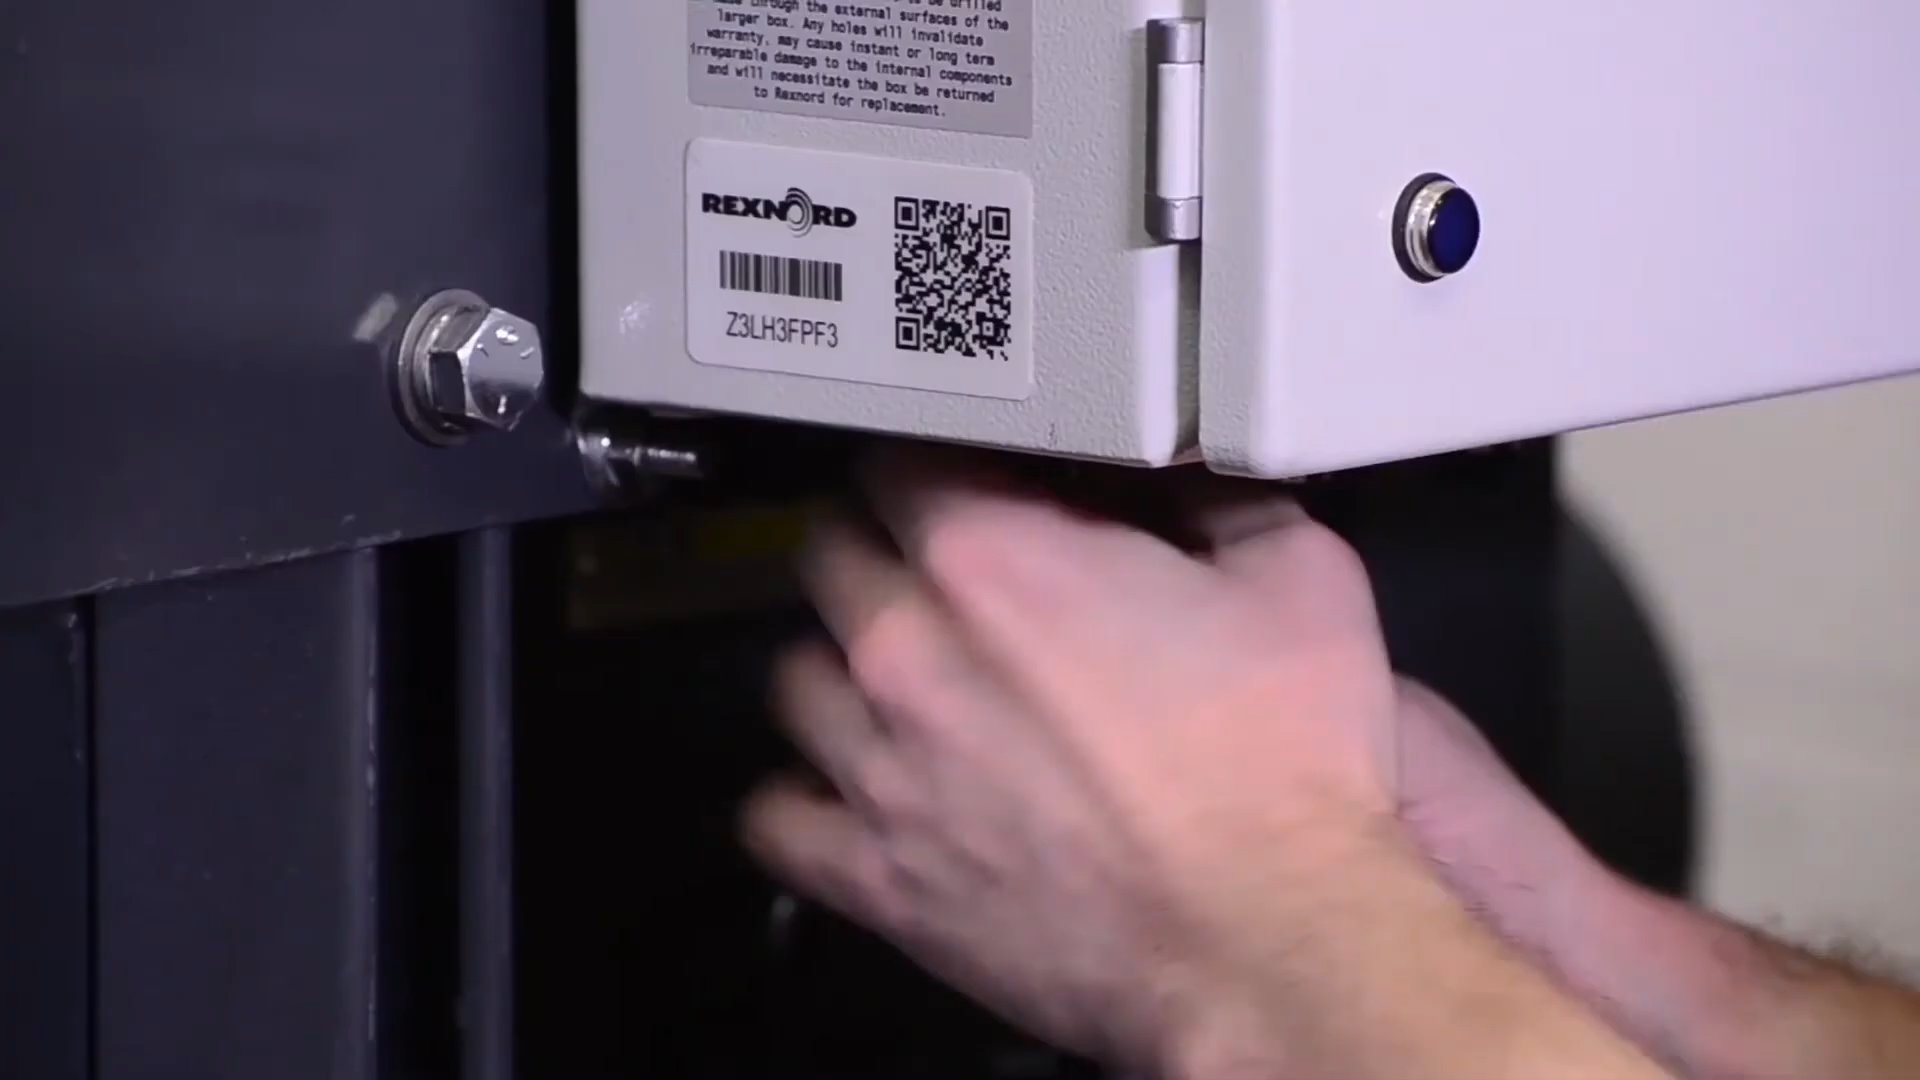 be drilled
through the external surfaces of the
larger box. Any holes will invalidate
warranty, may cause instant or long term
irreparable damage to the internal components
and will necessitate the box be returned
to Rexnord for replacement.
REXNORD
Z3LH3FPF3